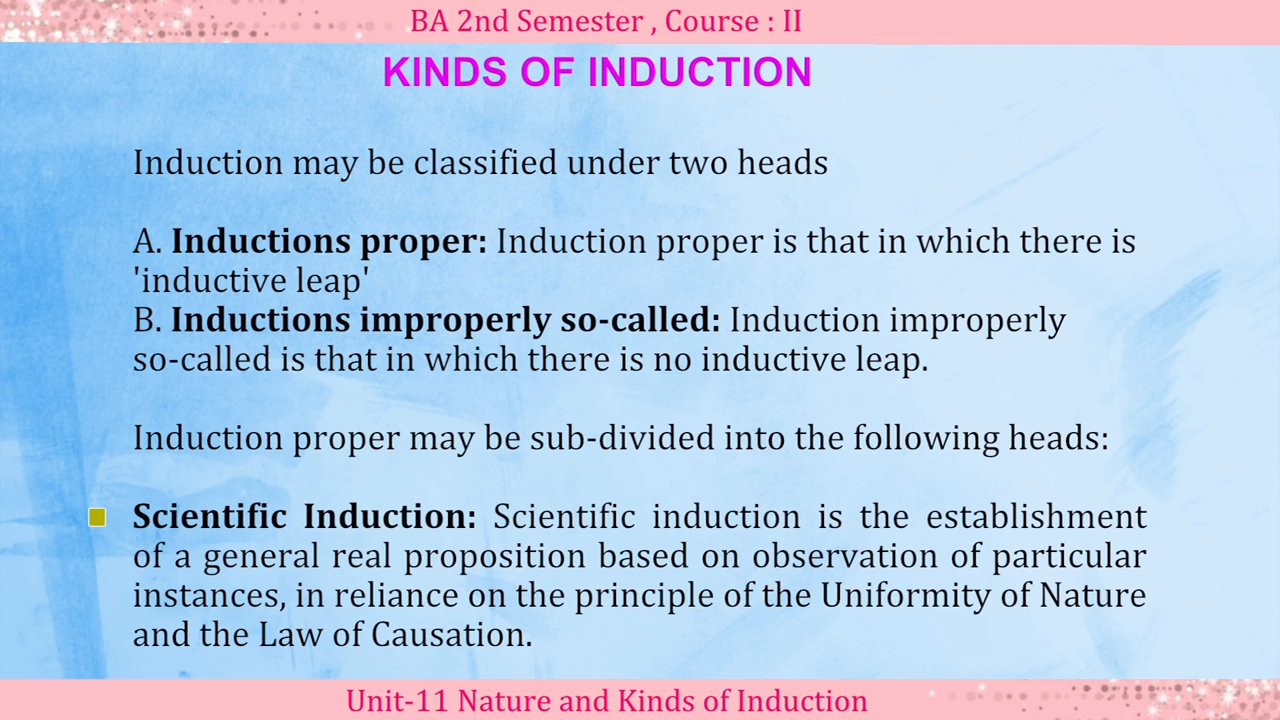 BA 2nd Semester , Course : II
KINDS OF INDUCTION
Induction may be classified under two heads
A. Inductions proper: Induction proper is that in which there is
'inductive leap'
B. Inductions improperly so-called: Induction improperly
so-called is that in which there is no inductive leap.
Induction proper may be sub-divided into the following heads:
Scientific Induction: Scientific induction is the establishment
of a general real proposition based on observation of particular
instances, in reliance on the principle of the Uniformity of Nature
and the Law of Causation.
Unit-11 Nature and Kinds of Induction